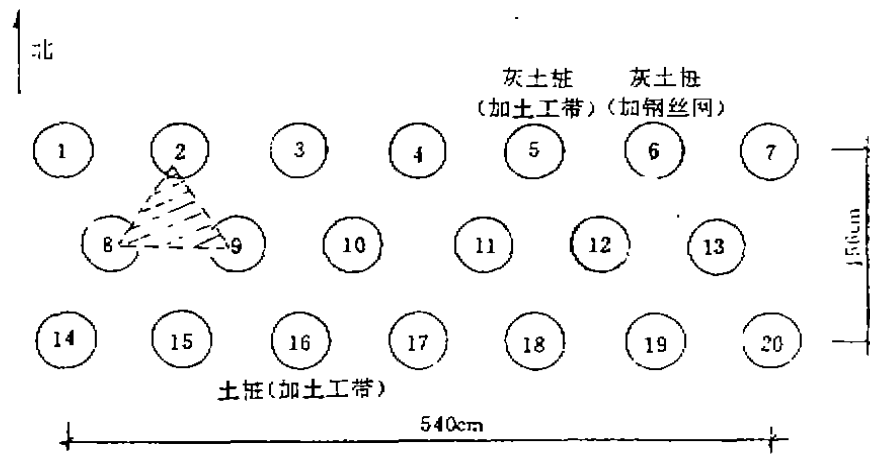 北
灰土桩 灰土桩
(加土工带) (加钢丝网)
1 2 3 4 5 6 7
8 9 10 11 12 13
156cm
14 15 16 17 18 19 20
土桩(加土工带)
540cm